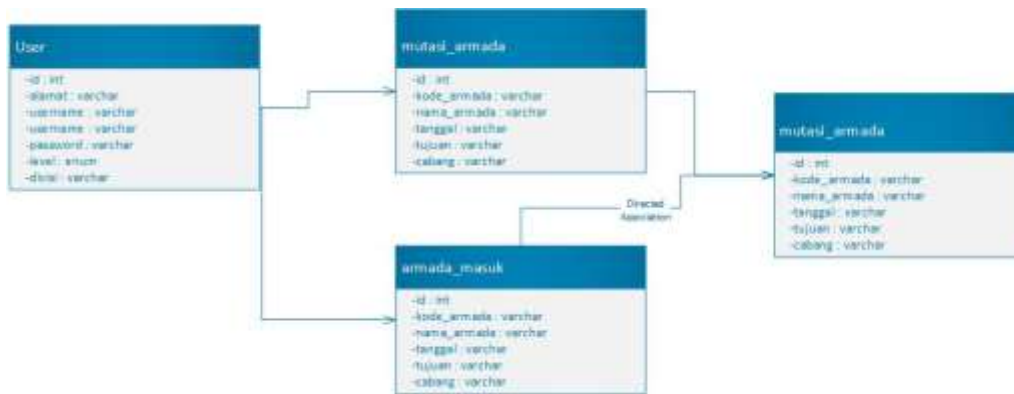 User
-id : int
-alamat : varchar
-username : varchar
-username : varchar
-password : varchar
-level : enum
-divisi : varchar
mutasi_armada
-id : int
-kode_armada : varchar
-nama_armada : varchar
-tanggal : varchar
-tujuan : varchar
-cabang : varchar
mutasi_armada
-id : int
-kode_armada : varchar
-nama_armada : varchar
-tanggal : varchar
-tujuan : varchar
-cabang : varchar
Directed
Association
armada_masuk
-id : int
-kode_armada : varchar
-nama_armada : varchar
-tanggal : varchar
-tujuan : varchar
-cabang : varchar